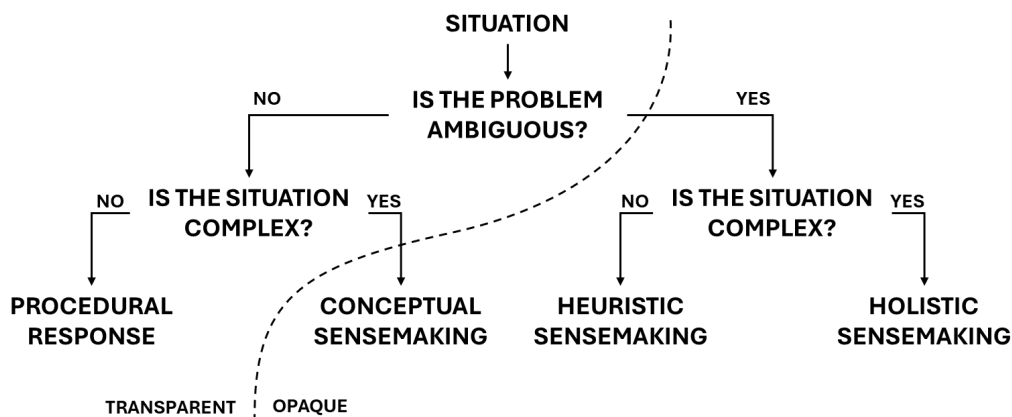 SITUATION
IS THE PROBLEM
AMBIGUOUS?
NO
YES
IS THE SITUATION
COMPLEX?
NO
YES
IS THE SITUATION
COMPLEX?
NO
YES
PROCEDURAL
RESPONSE
CONCEPTUAL
SENSEMAKING
HEURISTIC
SENSEMAKING
HOLISTIC
SENSEMAKING
TRANSPARENT
OPAQUE